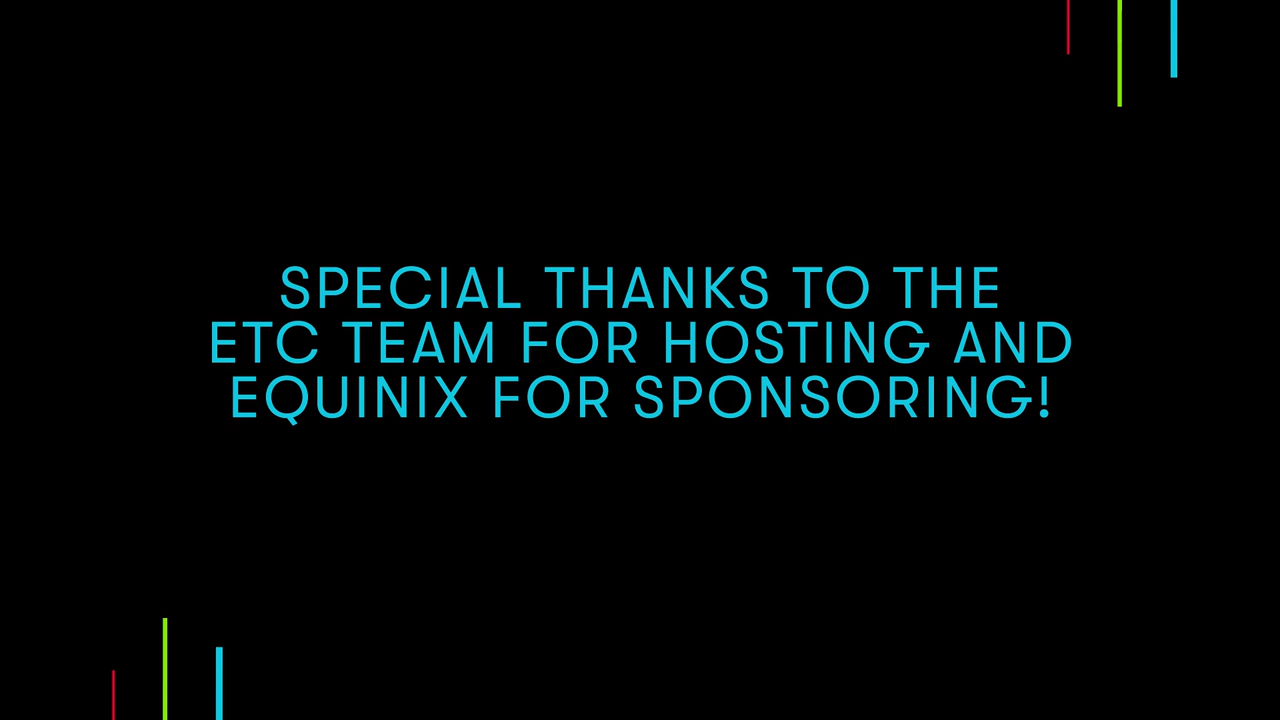 SPECIAL THANKS TO THE
ETC TEAM FOR HOSTING AND
EQUINIX FOR SPONSORING!